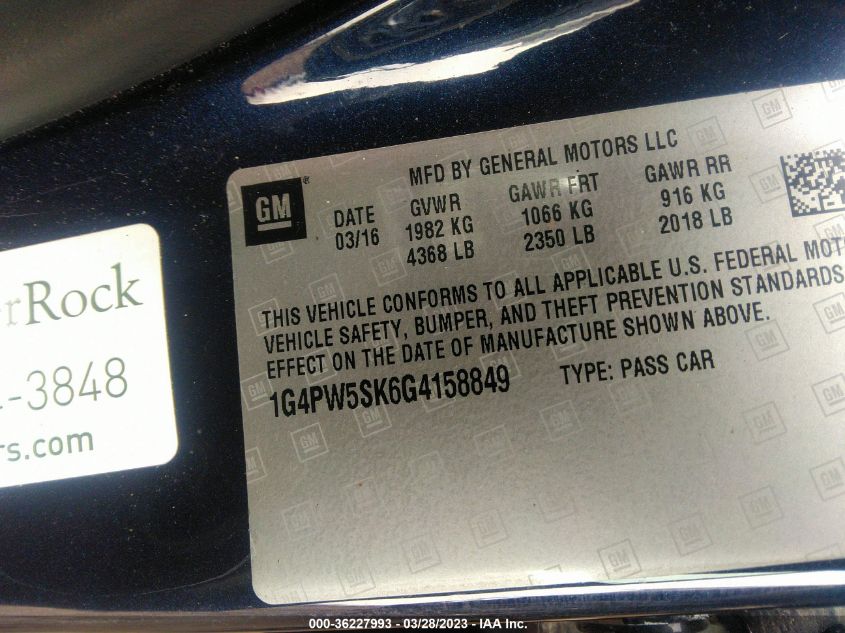 GM
MFD BY GENERAL MOTORS LLC
DATE GVWR GAWR FRT GAWR RR
03/16 1982 KG 1066 KG 916 KG
4368 LB 2350 LB 2018 LB
THIS VEHICLE CONFORMS TO ALL APPLICABLE U.S. FEDERAL MOT
VEHICLE SAFETY, BUMPER, AND THEFT PREVENTION STANDARDS
EFFECT ON THE DATE OF MANUFACTURE SHOWN ABOVE.
1G4PW5SK6G4158849 TYPE: PASS CAR
erRock
-3848
rs.com
000-36227993 / 03/28/2023 - IAA Inc.